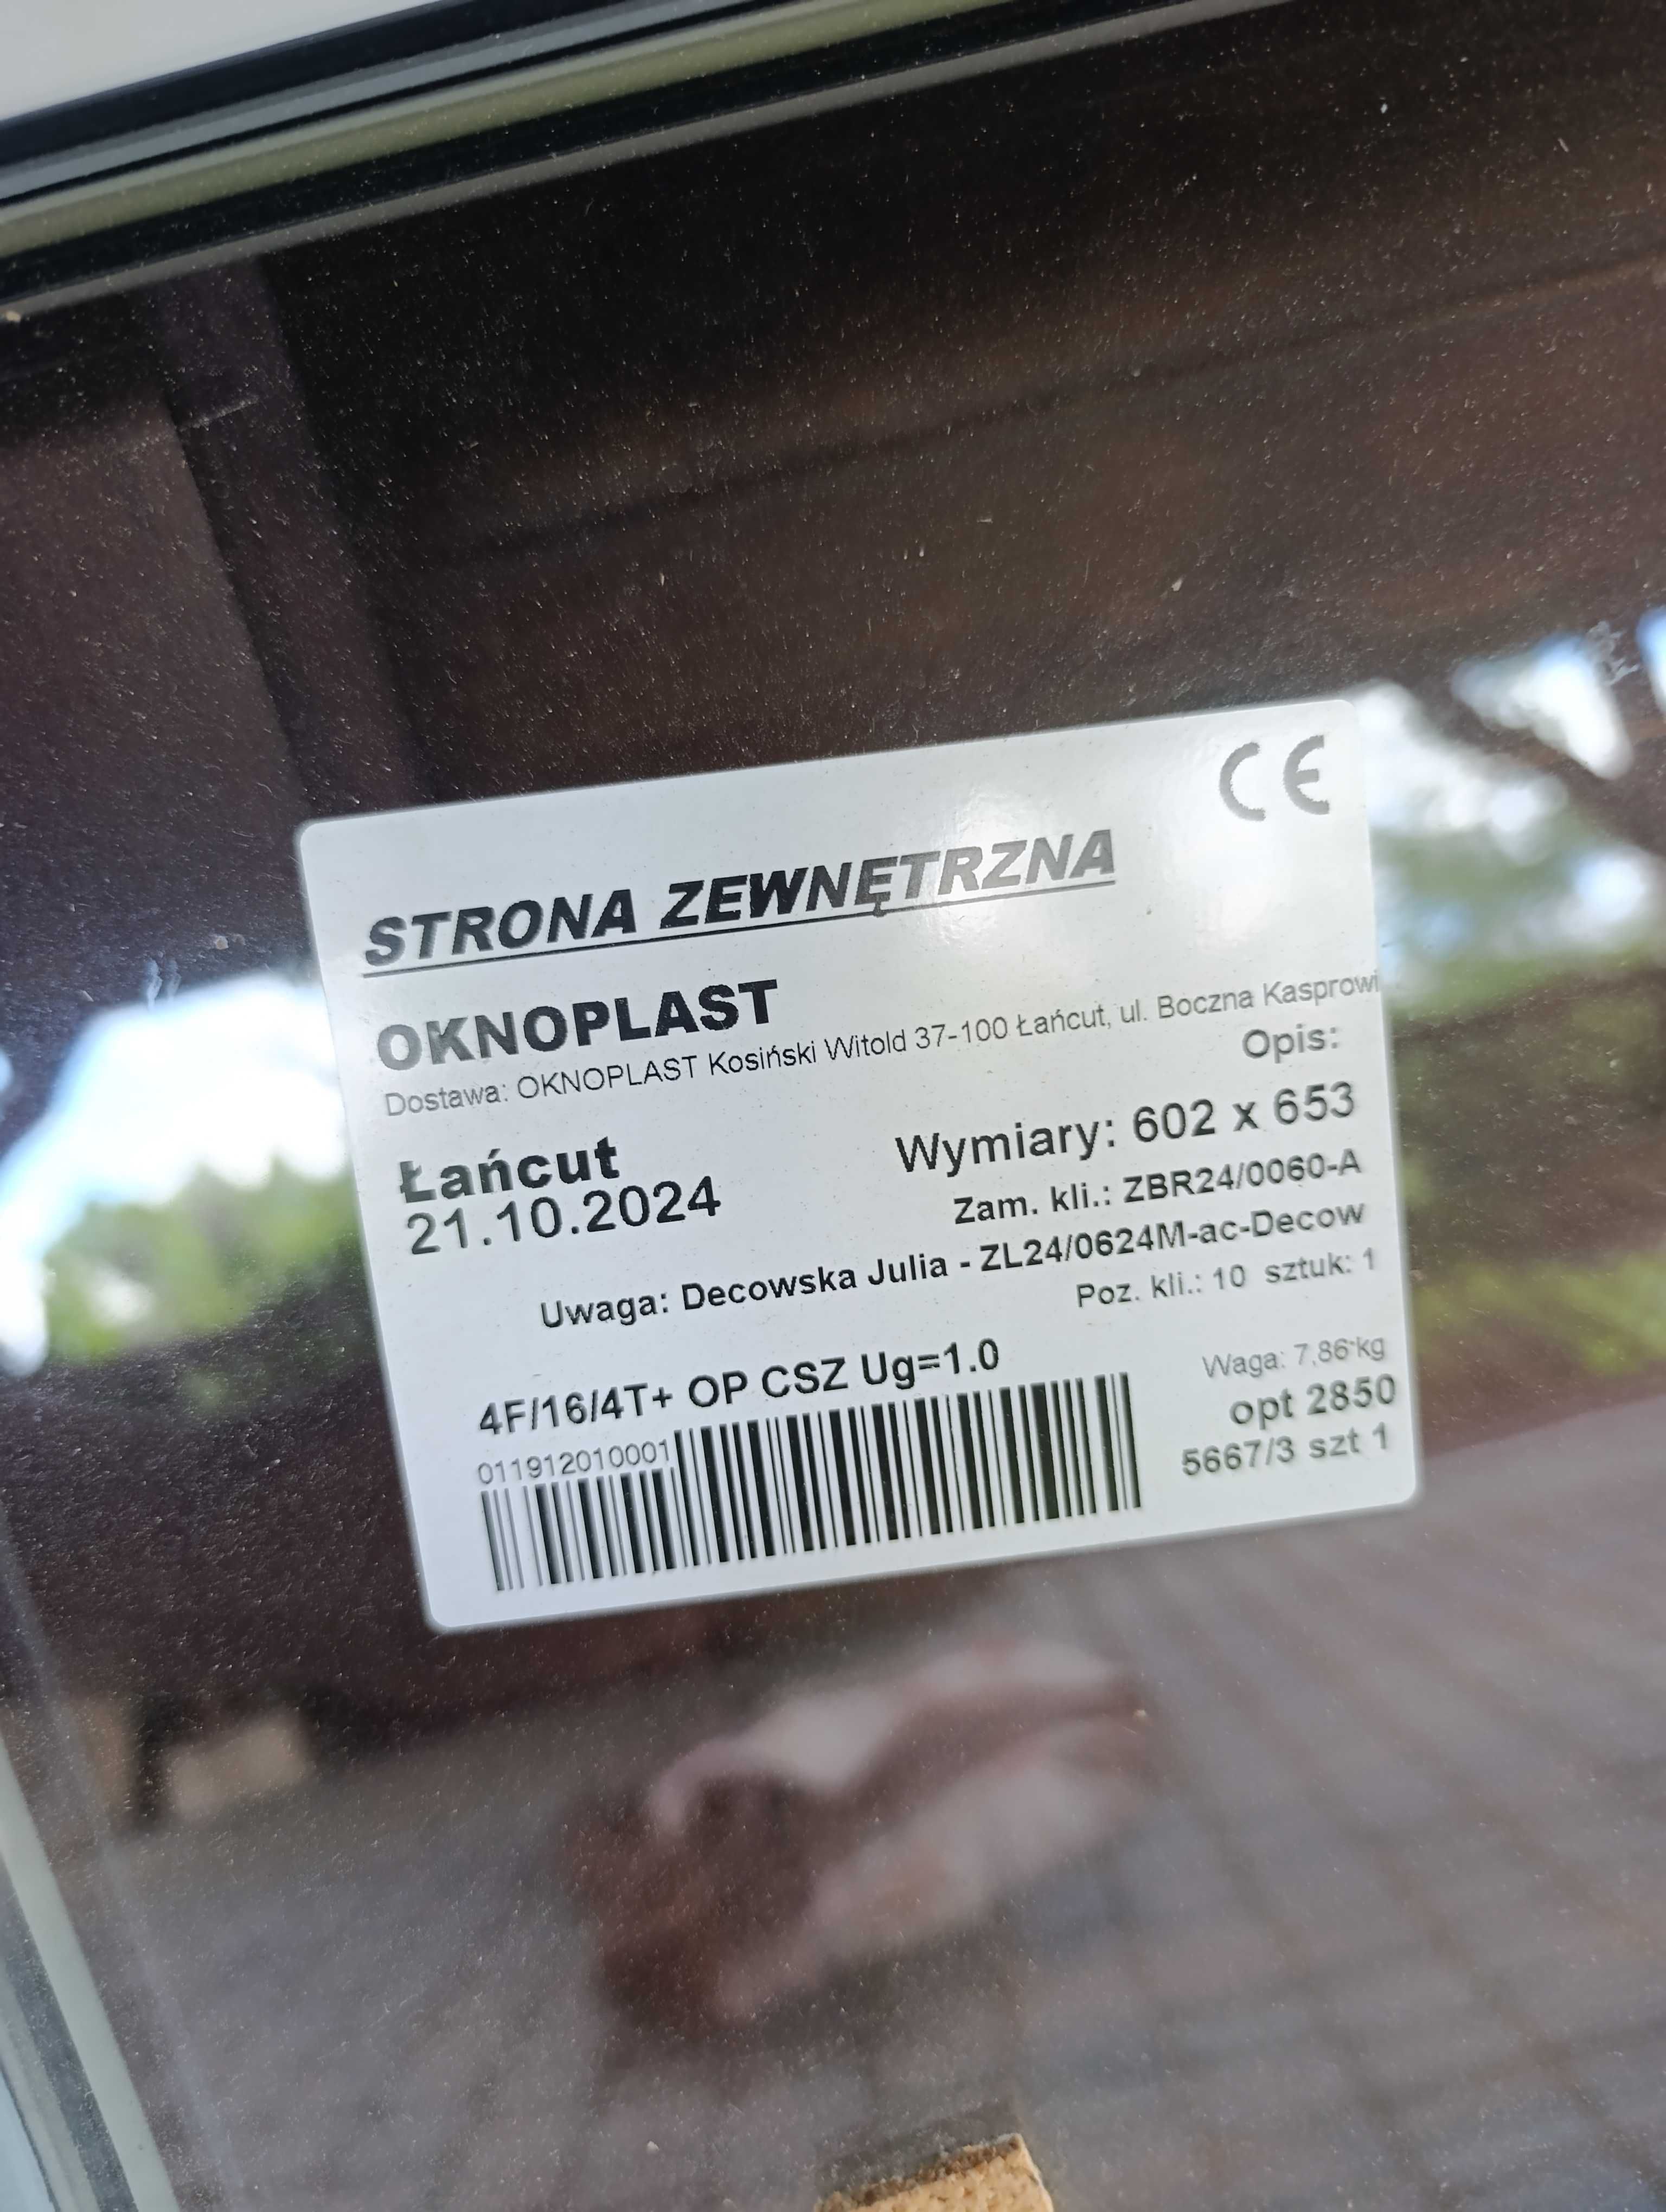 CE
STRONA ZEWNĘTRZNA
OKNOPLAST
Dostawa: OKNOPLAST Kosiński Witold 37-100 Łańcut, ul. Boczna Kasprowi
Opis:
Łańcut
Wymiary: 602 x 653
21.10.2024
Zam. kli.: ZBR24/0060-A
Uwaga: Decowska Julia - ZL24/0624M-ac-Decow
Poz. kli.: 10 sztuk: 1
4F/16/4T+ OP CSZ Ug=1.0
Waga: 7,86 kg
011912010001
opt 2850
5667/3 szt 1